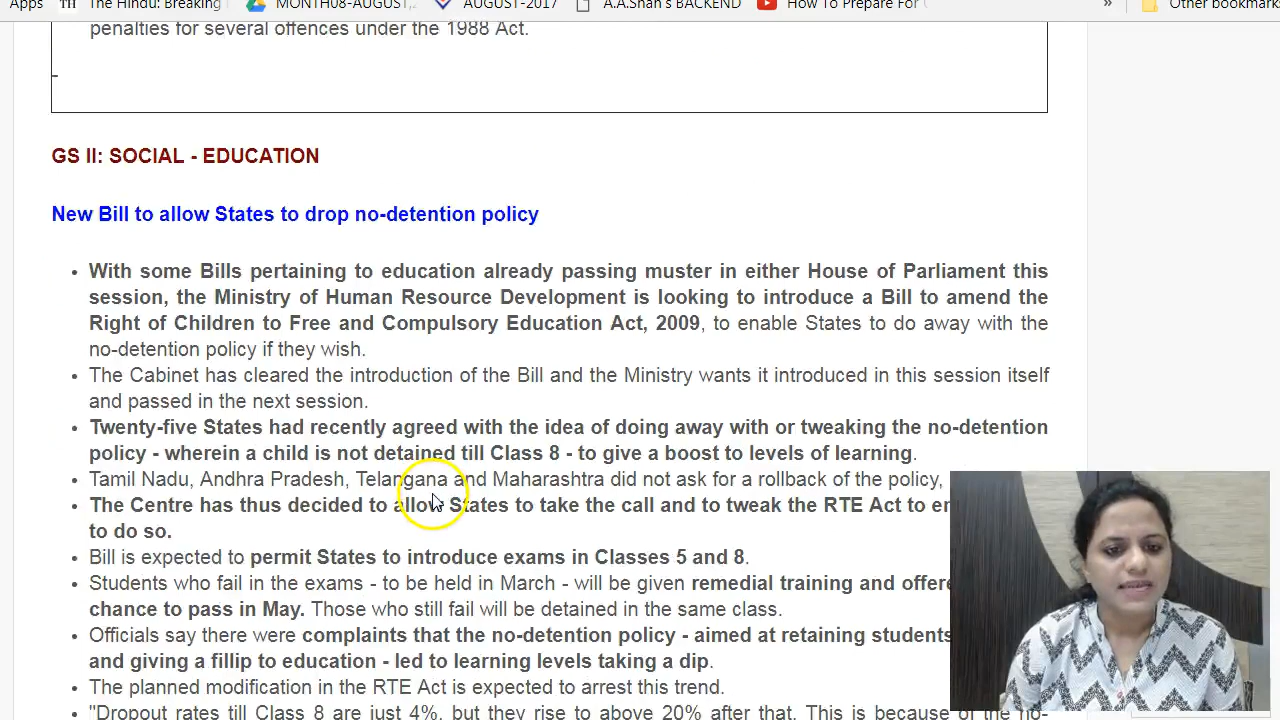 Apps TH The Hindu: Breaking MONTH08-AUGUST, AUGUST-2017 A.A.Shah's BACKEND How To Prepare For » Other bookmarks
penalties for several offences under the 1988 Act.
GS II: SOCIAL - EDUCATION
New Bill to allow States to drop no-detention policy
• With some Bills pertaining to education already passing muster in either House of Parliament this
session, the Ministry of Human Resource Development is looking to introduce a Bill to amend the
Right of Children to Free and Compulsory Education Act, 2009, to enable States to do away with the
no-detention policy if they wish.
• The Cabinet has cleared the introduction of the Bill and the Ministry wants it introduced in this session itself
and passed in the next session.
• Twenty-five States had recently agreed with the idea of doing away with or tweaking the no-detention
policy - wherein a child is not detained till Class 8 - to give a boost to levels of learning.
• Tamil Nadu, Andhra Pradesh, Telangana and Maharashtra did not ask for a rollback of the policy,
• The Centre has thus decided to allow States to take the call and to tweak the RTE Act to en
to do so.
• Bill is expected to permit States to introduce exams in Classes 5 and 8.
• Students who fail in the exams - to be held in March - will be given remedial training and offere
chance to pass in May. Those who still fail will be detained in the same class.
• Officials say there were complaints that the no-detention policy - aimed at retaining students
and giving a fillip to education - led to learning levels taking a dip.
• The planned modification in the RTE Act is expected to arrest this trend.
• "Dropout rates till Class 8 are just 4%, but they rise to above 20% after that. This is because of the no-